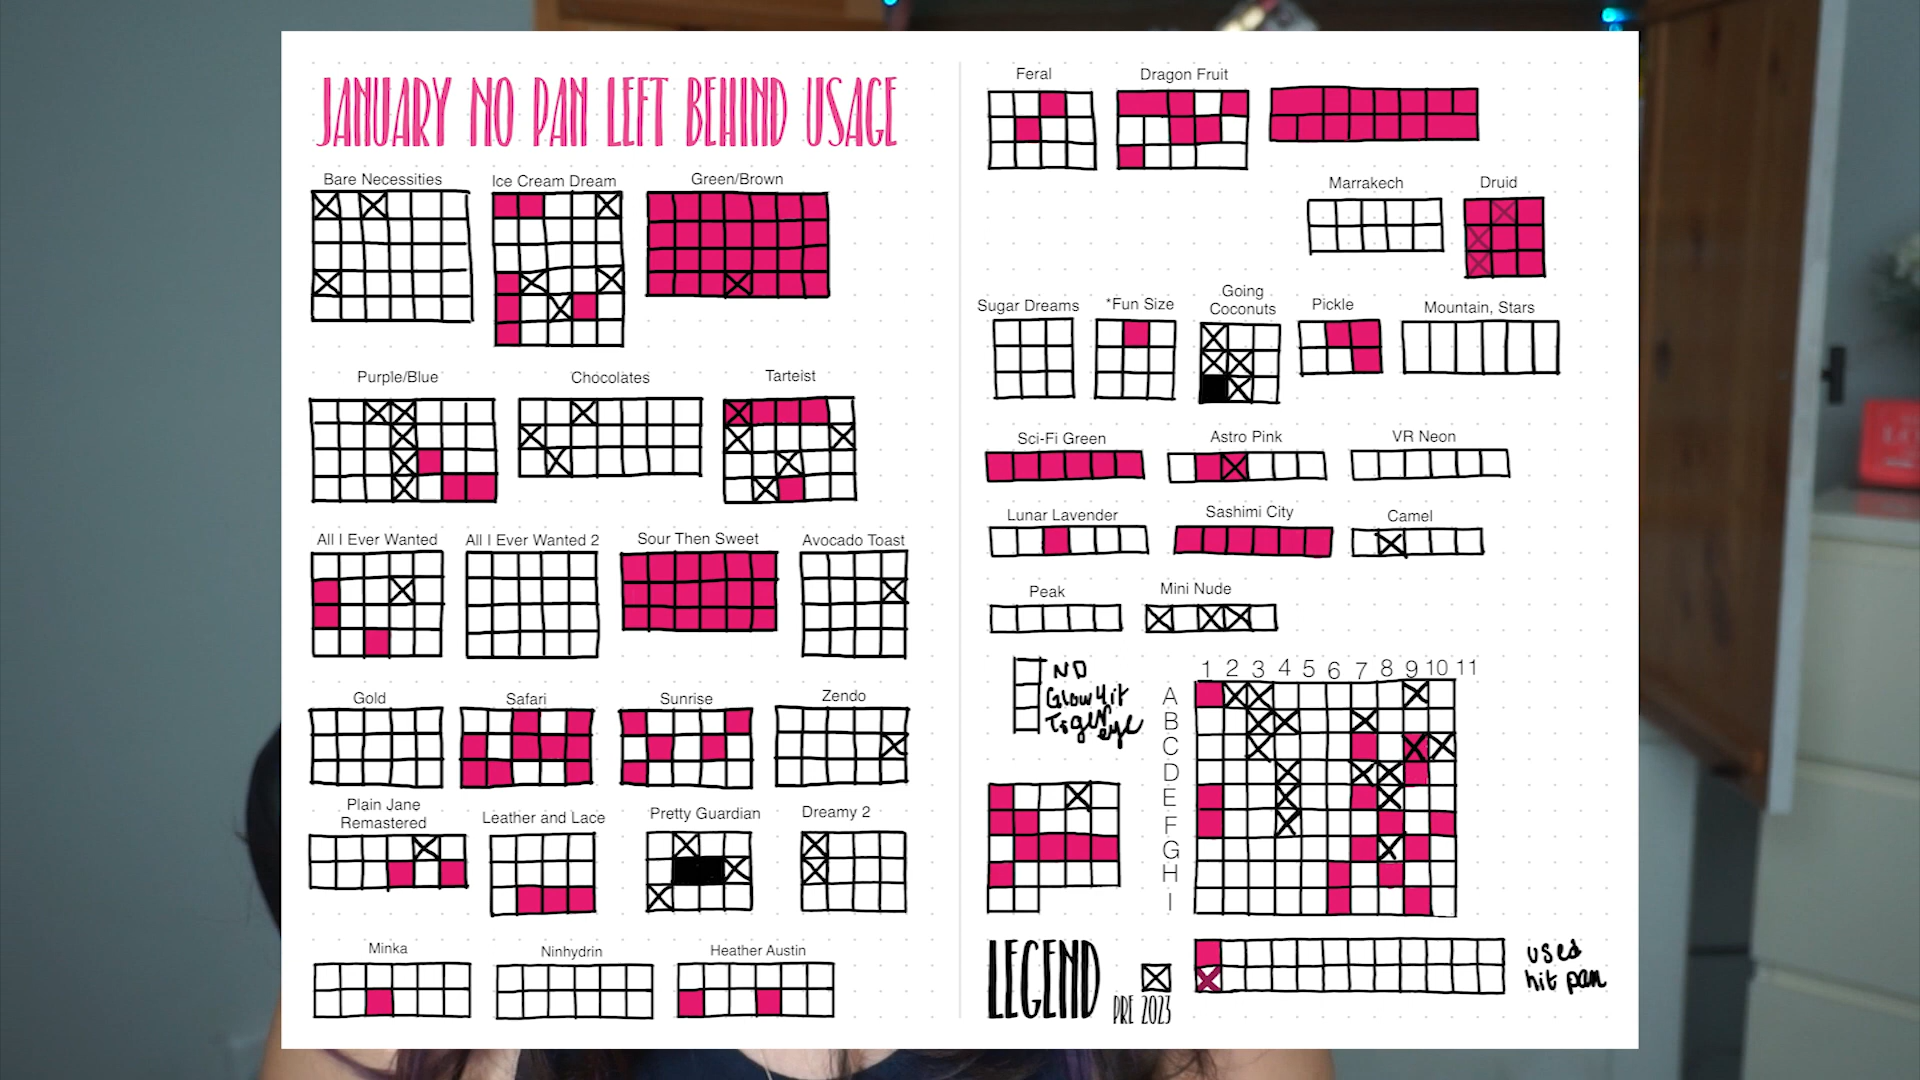 JANUARY NO PAN LEFT BEHIND USAGE
Bare Necessities
Ice Cream Dream
Green/Brown
Purple/Blue
Chocolates
Tarteist
All I Ever Wanted
All I Ever Wanted 2
Sour Then Sweet
Avocado Toast
Gold
Safari
Sunrise
Zendo
Plain Jane
Remastered
Leather and Lace
Pretty Guardian
Dreamy 2
Minka
Ninhydrin
Heather Austin
Feral
Dragon Fruit
Marrakech
Druid
Sugar Dreams
*Fun Size
Going
Coconuts
Pickle
Mountain, Stars
Sci-Fi Green
Astro Pink
VR Neon
Lunar Lavender
Sashimi City
Camel
Peak
Mini Nude
ND
Glowy it
Tiger
eye
1 2 3 4 5 6 7 8 9 10 11
A
B
C
D
E
F
G
H
I
LEGEND
PRE 2023
used
hit pan